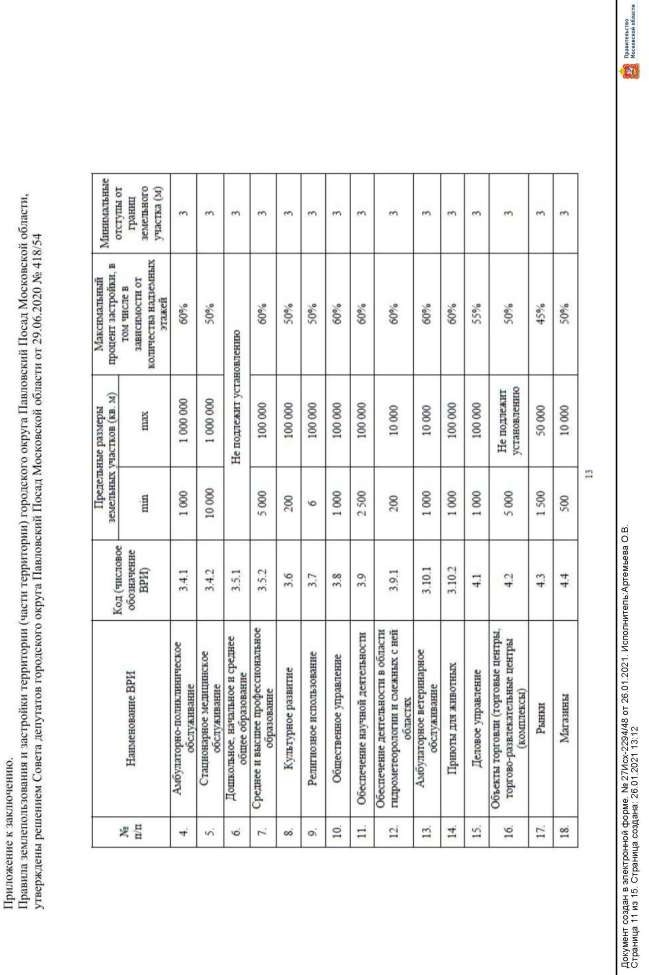 Приложение к заключению.
Правила землепользования и застройки территории (части территории) городского округа Павловский Посад Московской области,
утверждены решением Совета депутатов городского округа Павловский Посад Московской области от 29.06.2020 № 418/54
№ п/п
Наименование ВРИ
Код (числовое
обозначение
ВРИ)
Предельные размеры
земельных участков (кв. м)
min
max
Максимальный
процент застройки, в
том числе в
зависимости от
количества надземных
этажей
Минимальные
отступы от
границ
земельного
участка (м)
4. Амбулаторно-поликлиническое
обслуживание 3.4.1 1 000 1 000 000 60% 3
5. Стационарное медицинское
обслуживание 3.4.2 10 000 1 000 000 50% 3
6. Дошкольное, начальное и среднее
общее образование 3.5.1 Не подлежит установлению 3
7. Среднее и высшее профессиональное
образование 3.5.2 5 000 100 000 60% 3
8. Культурное развитие 3.6 200 100 000 50% 3
9. Религиозное использование 3.7 6 100 000 50% 3
10. Общественное управление 3.8 1 000 100 000 60% 3
11. Обеспечение научной деятельности 3.9 2 500 100 000 60% 3
12. Обеспечение деятельности в области
гидрометеорологии и смежных с ней
областях 3.9.1 200 10 000 60% 3
13. Амбулаторное ветеринарное
обслуживание 3.10.1 1 000 10 000 60% 3
14. Приюты для животных 3.10.2 1 000 100 000 60% 3
15. Деловое управление 4.1 1 000 100 000 55% 3
16. Объекты торговли (торговые центры,
торгово-развлекательные центры
(комплексы) 4.2 5 000 Не подлежит
установлению 50% 3
17. Рынки 4.3 1 500 50 000 45% 3
18. Магазины 4.4 500 10 000 50% 3
13
Документ создан в электронной форме. № 27Исх-2294/48 от 26.01.2021. Исполнитель:Артемьева О.В.
Страница 11 из 15. Страница создана: 26.01.2021 13:12
Правительство
Московской области